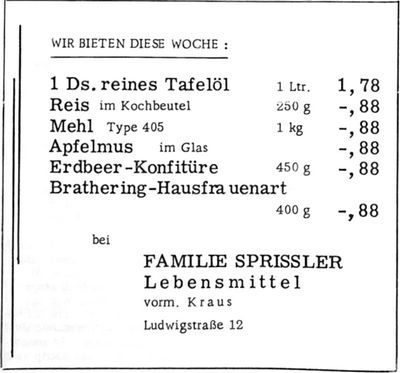 WIR BIETEN DIESE WOCHE :
1 Ds. reines Tafelöl 1 Ltr. 1,78
Reis im Kochbeutel 250 g -,88
Mehl Type 405 1 kg -,88
Apfelmus im Glas -,88
Erdbeer-Konfitüre 450 g -,88
Brathering-Hausfrauenart
400 g -,88
bei
FAMILIE SPRISSLER
Lebensmittel
vorm. Kraus
Ludwigstraße 12